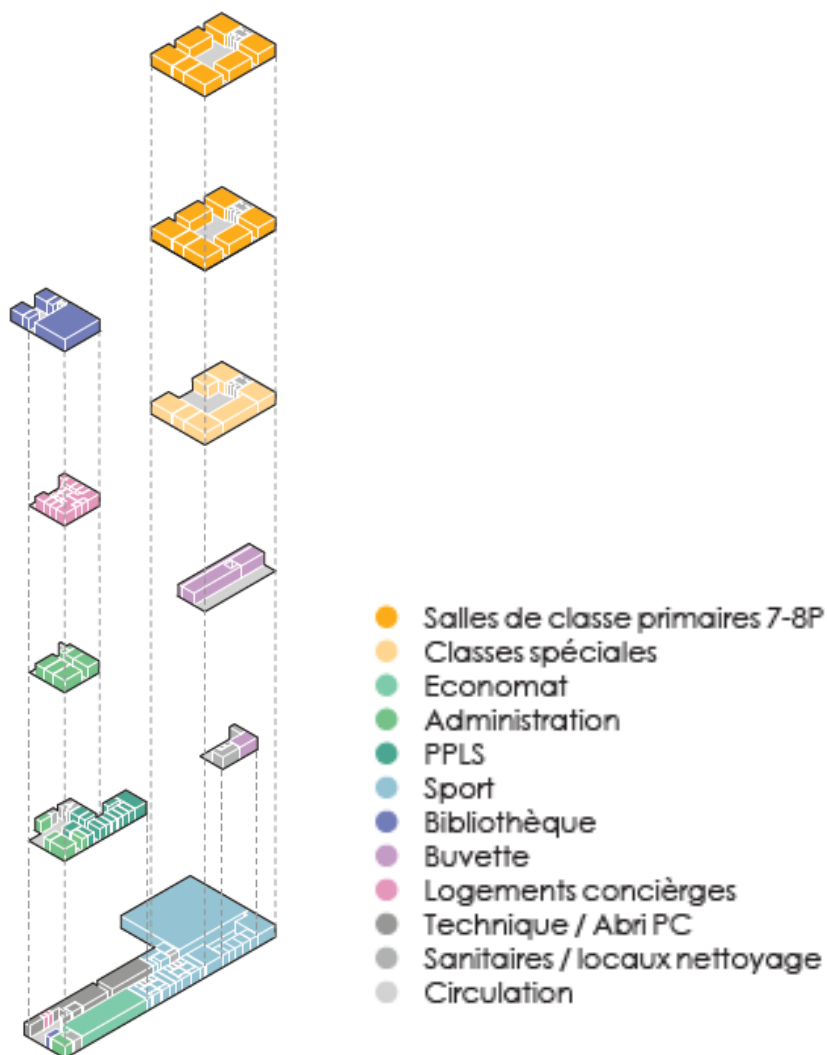 Salles de classe primaires 7-8P
Classes spéciales
Economat
Administration
PPLS
Sport
Bibliothèque
Buvette
Logements concièrges
Technique / Abri PC
Sanitaires / locaux nettoyage
Circulation